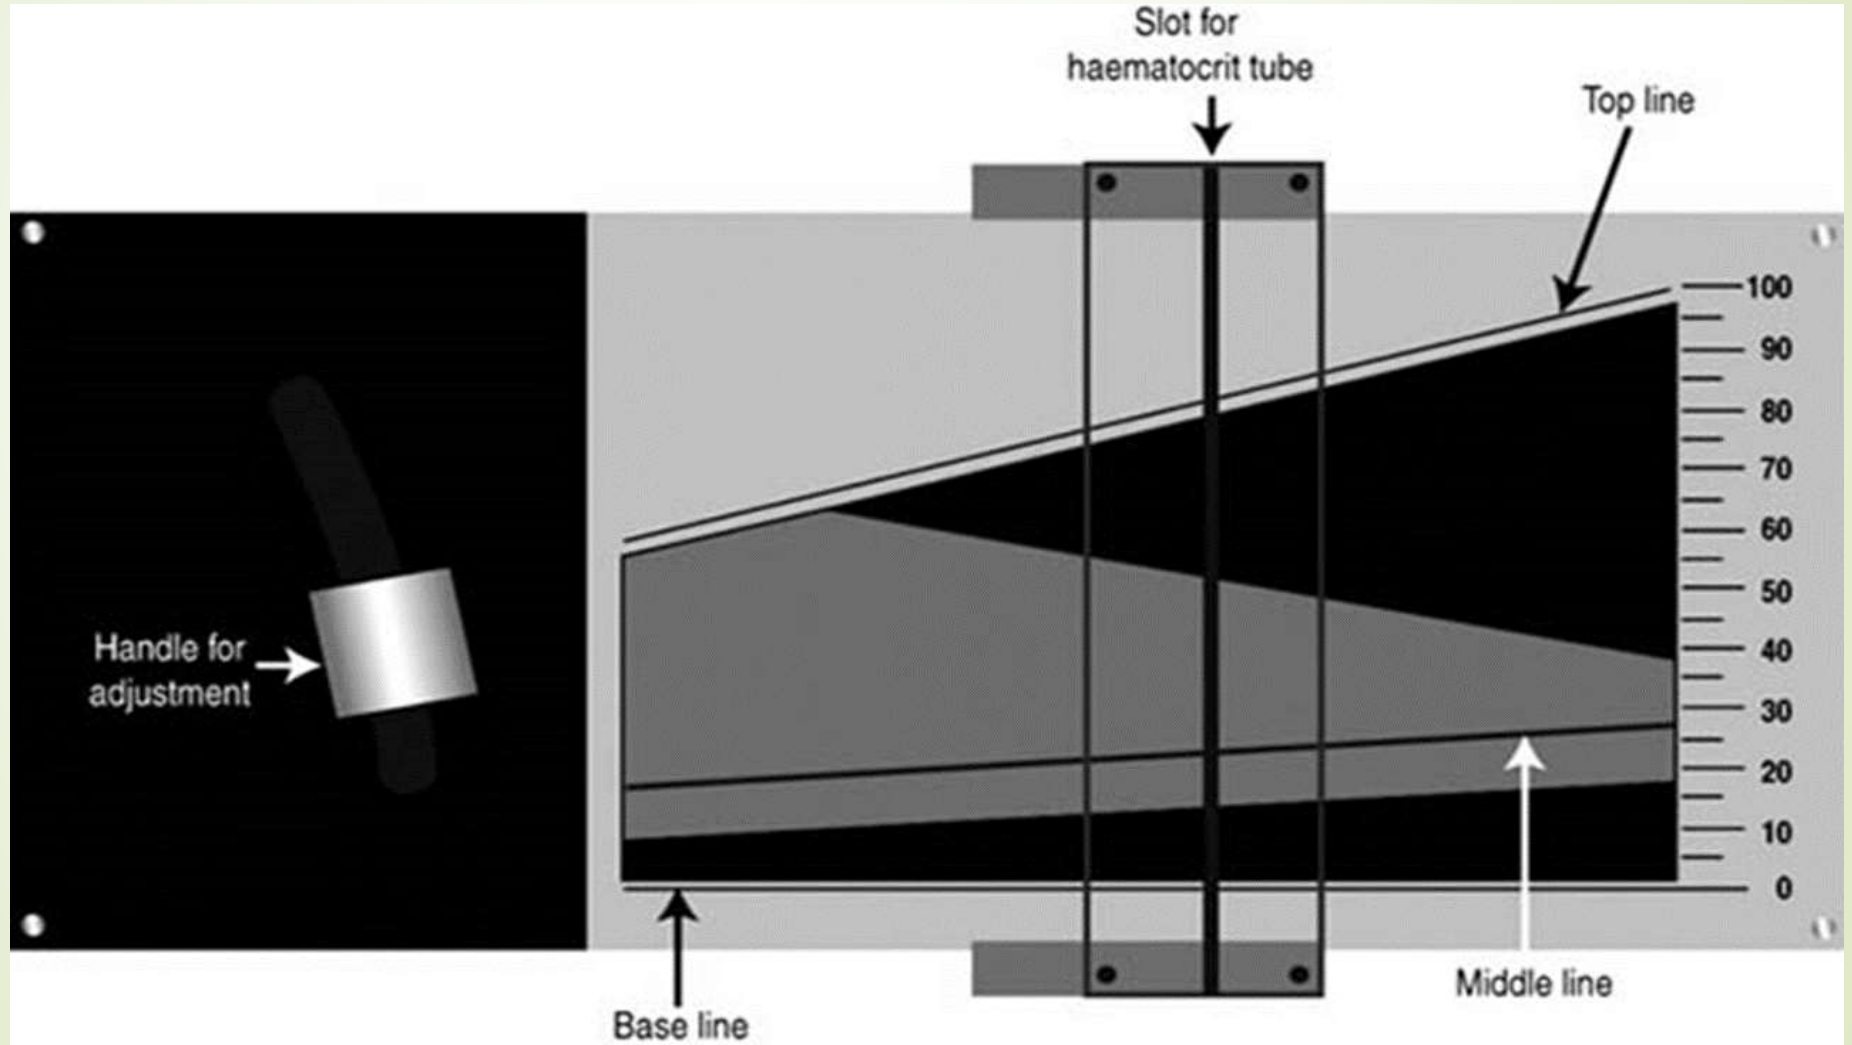 Slot for
haematocrit tube
Top line
100
90
80
70
60
50
40
30
20
10
0
Handle for
adjustment
Middle line
Base line